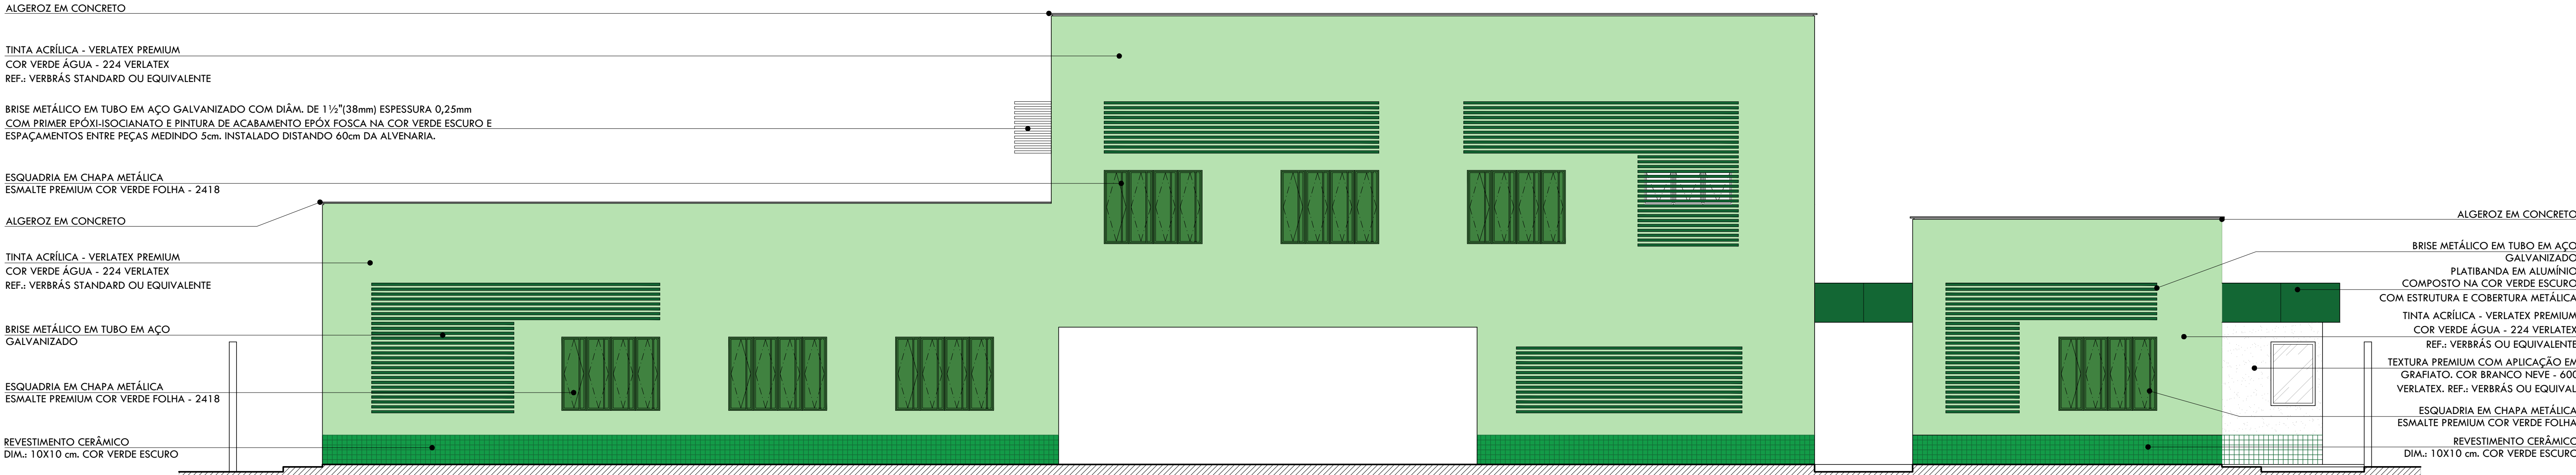 ALGEROZ EM CONCRETO
TINTA ACRÍLICA - VERLATEX PREMIUM
COR VERDE ÁGUA - 224 VERLATEX
REF.: VERBRÁS STANDARD OU EQUIVALENTE
BRISE METÁLICO EM TUBO EM AÇO GALVANIZADO COM DIÂM. DE 1½"(38mm) ESPESSURA 0,25mm
COM PRIMER EPÓXI-ISOCIANATO E PINTURA DE ACABAMENTO EPÓX FOSCA NA COR VERDE ESCURO E
ESPAÇAMENTOS ENTRE PEÇAS MEDINDO 5cm. INSTALADO DISTANDO 60cm DA ALVENARIA.
ESQUADRIA EM CHAPA METÁLICA
ESMALTE PREMIUM COR VERDE FOLHA - 2418
ALGEROZ EM CONCRETO
TINTA ACRÍLICA - VERLATEX PREMIUM
COR VERDE ÁGUA - 224 VERLATEX
REF.: VERBRÁS STANDARD OU EQUIVALENTE
BRISE METÁLICO EM TUBO EM AÇO
GALVANIZADO
ESQUADRIA EM CHAPA METÁLICA
ESMALTE PREMIUM COR VERDE FOLHA - 2418
REVESTIMENTO CERÂMICO
DIM.: 10X10 cm. COR VERDE ESCURO
ALGEROZ EM CONCRETO
BRISE METÁLICO EM TUBO EM AÇO
GALVANIZADO
PLATIBANDA EM ALUMÍNIO
COMPOSTO NA COR VERDE ESCURO
COM ESTRUTURA E COBERTURA METÁLICA
TINTA ACRÍLICA - VERLATEX PREMIUM
COR VERDE ÁGUA - 224 VERLATEX
REF.: VERBRÁS OU EQUIVALENTE
TEXTURA PREMIUM COM APLICAÇÃO EM
GRAFIATO. COR BRANCO NEVE - 600
VERLATEX. REF.: VERBRÁS OU EQUIVAL
ESQUADRIA EM CHAPA METÁLICA
ESMALTE PREMIUM COR VERDE FOLHA
REVESTIMENTO CERÂMICO
DIM.: 10X10 cm. COR VERDE ESCURO